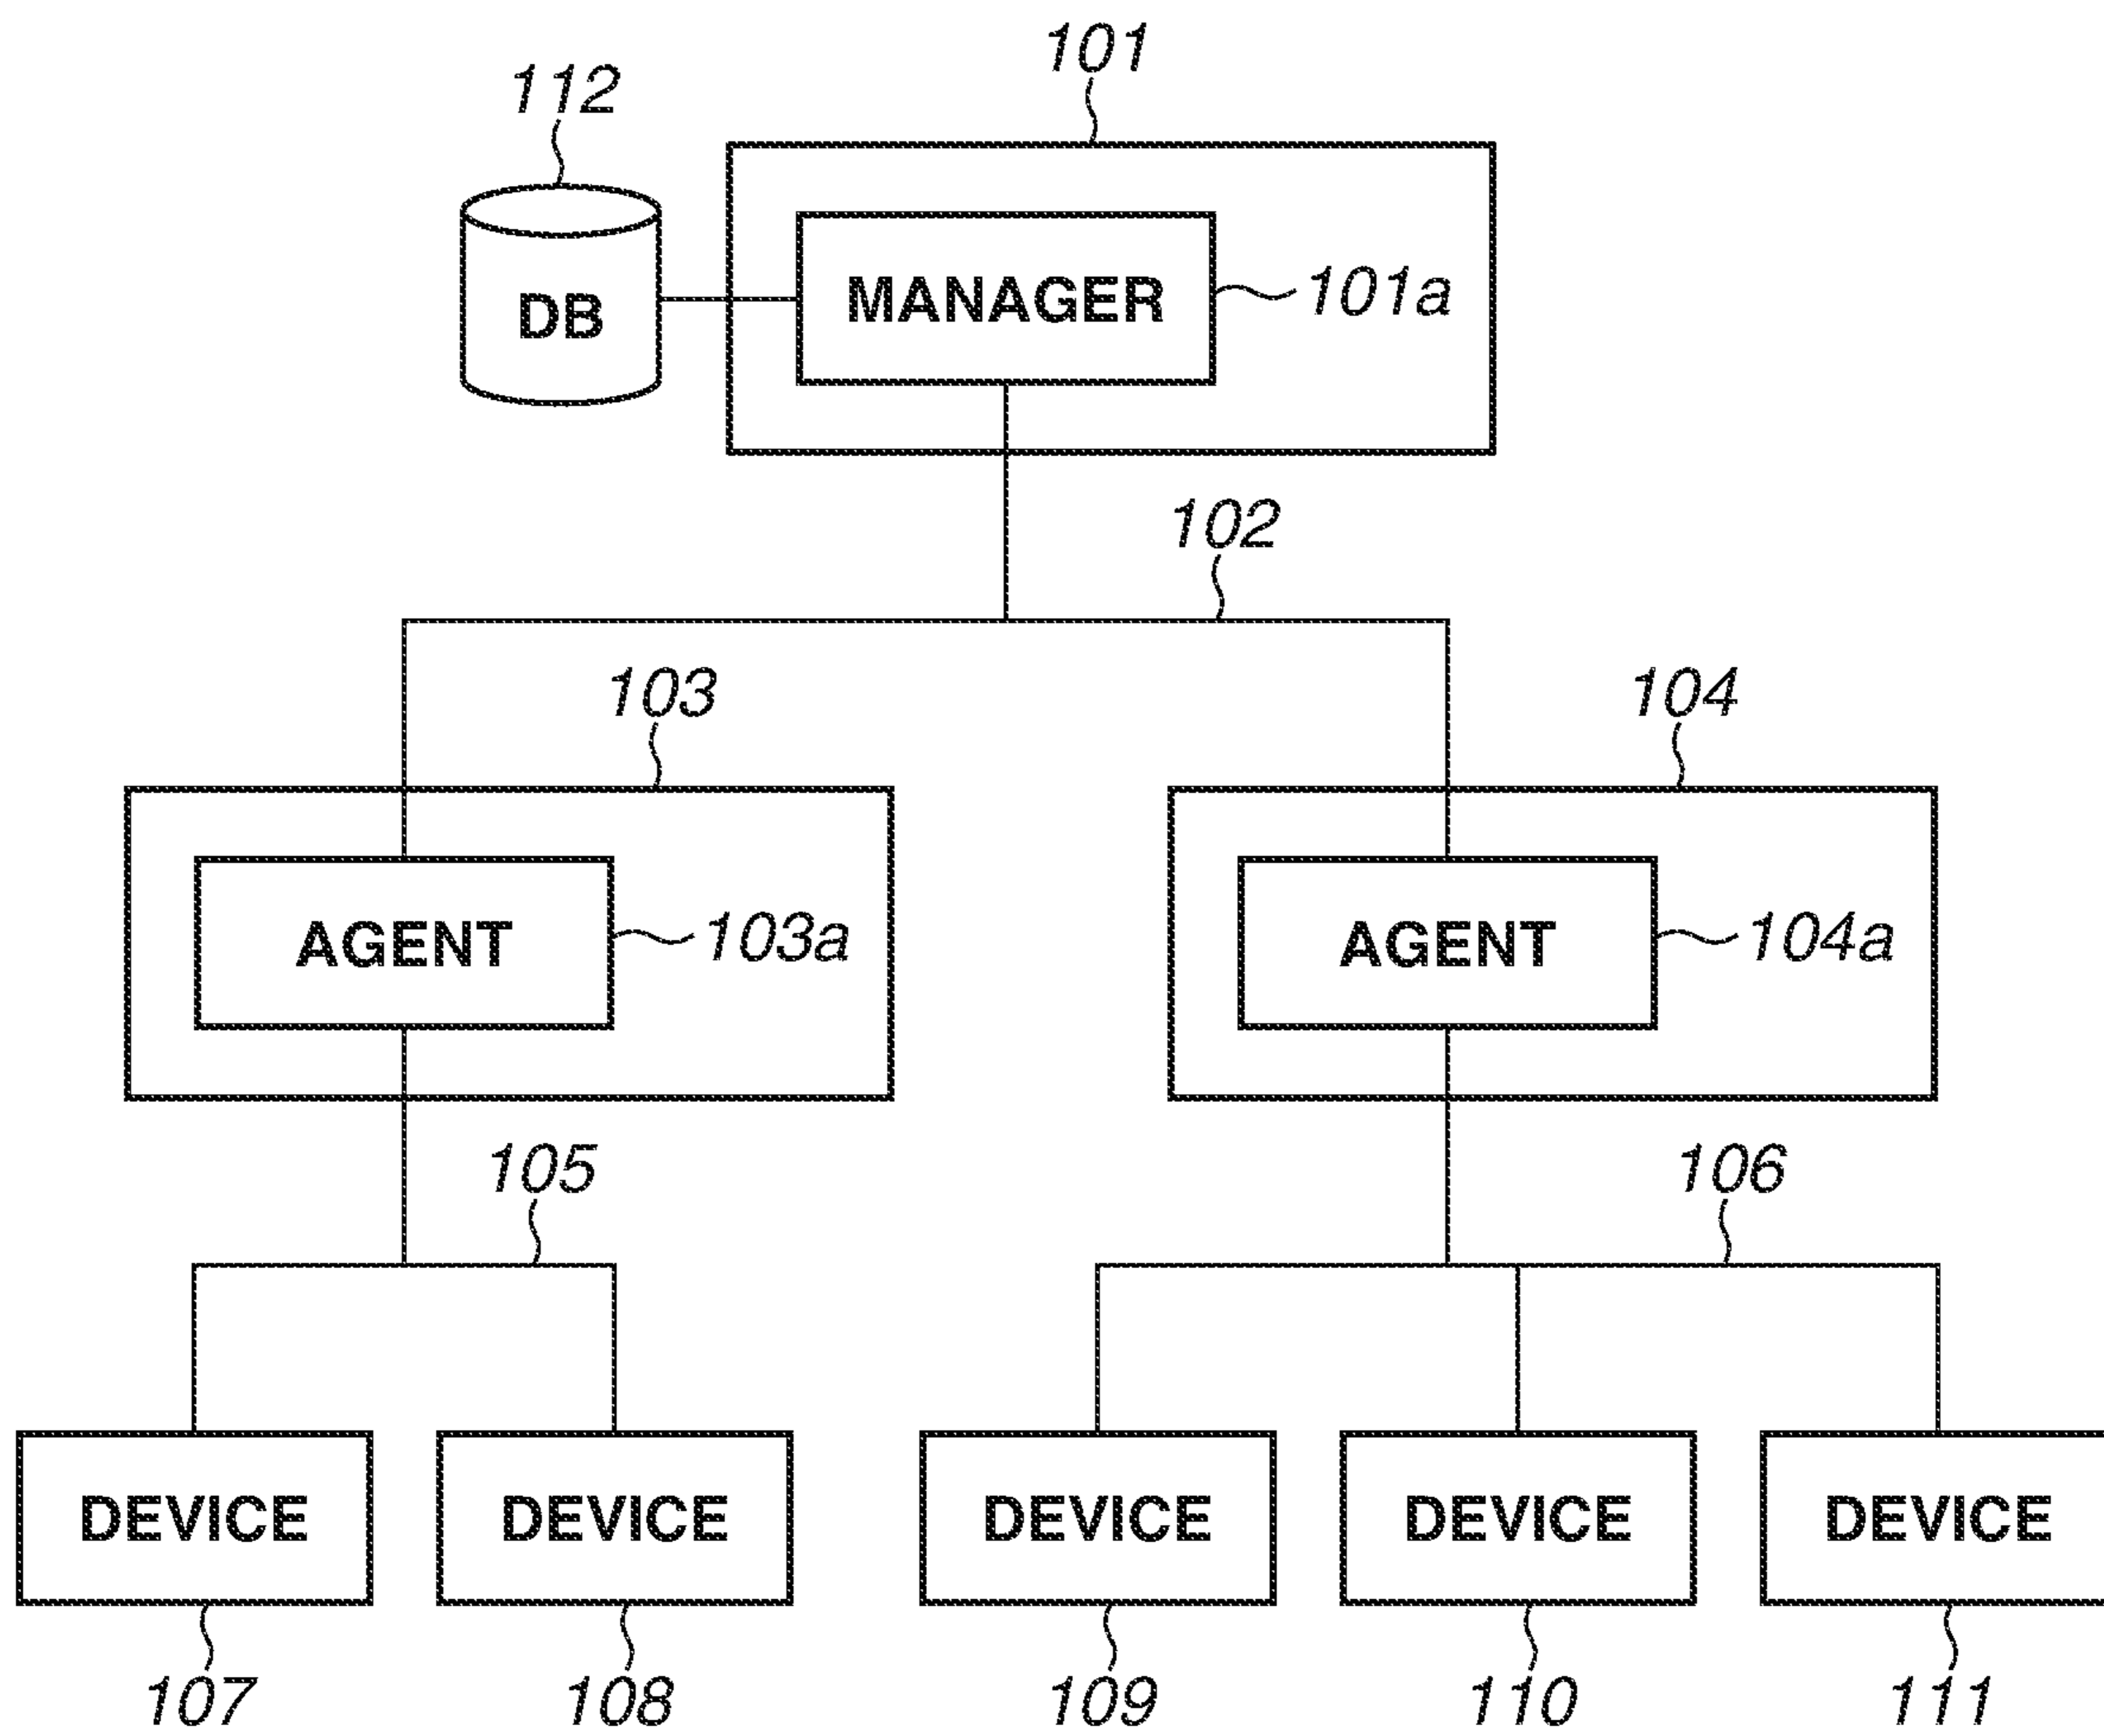 101
112
MANAGER
101a
DB
102
103
104
AGENT
103a
AGENT
104a
105
106
DEVICE
DEVICE
DEVICE
DEVICE
DEVICE
107
108
109
110
111